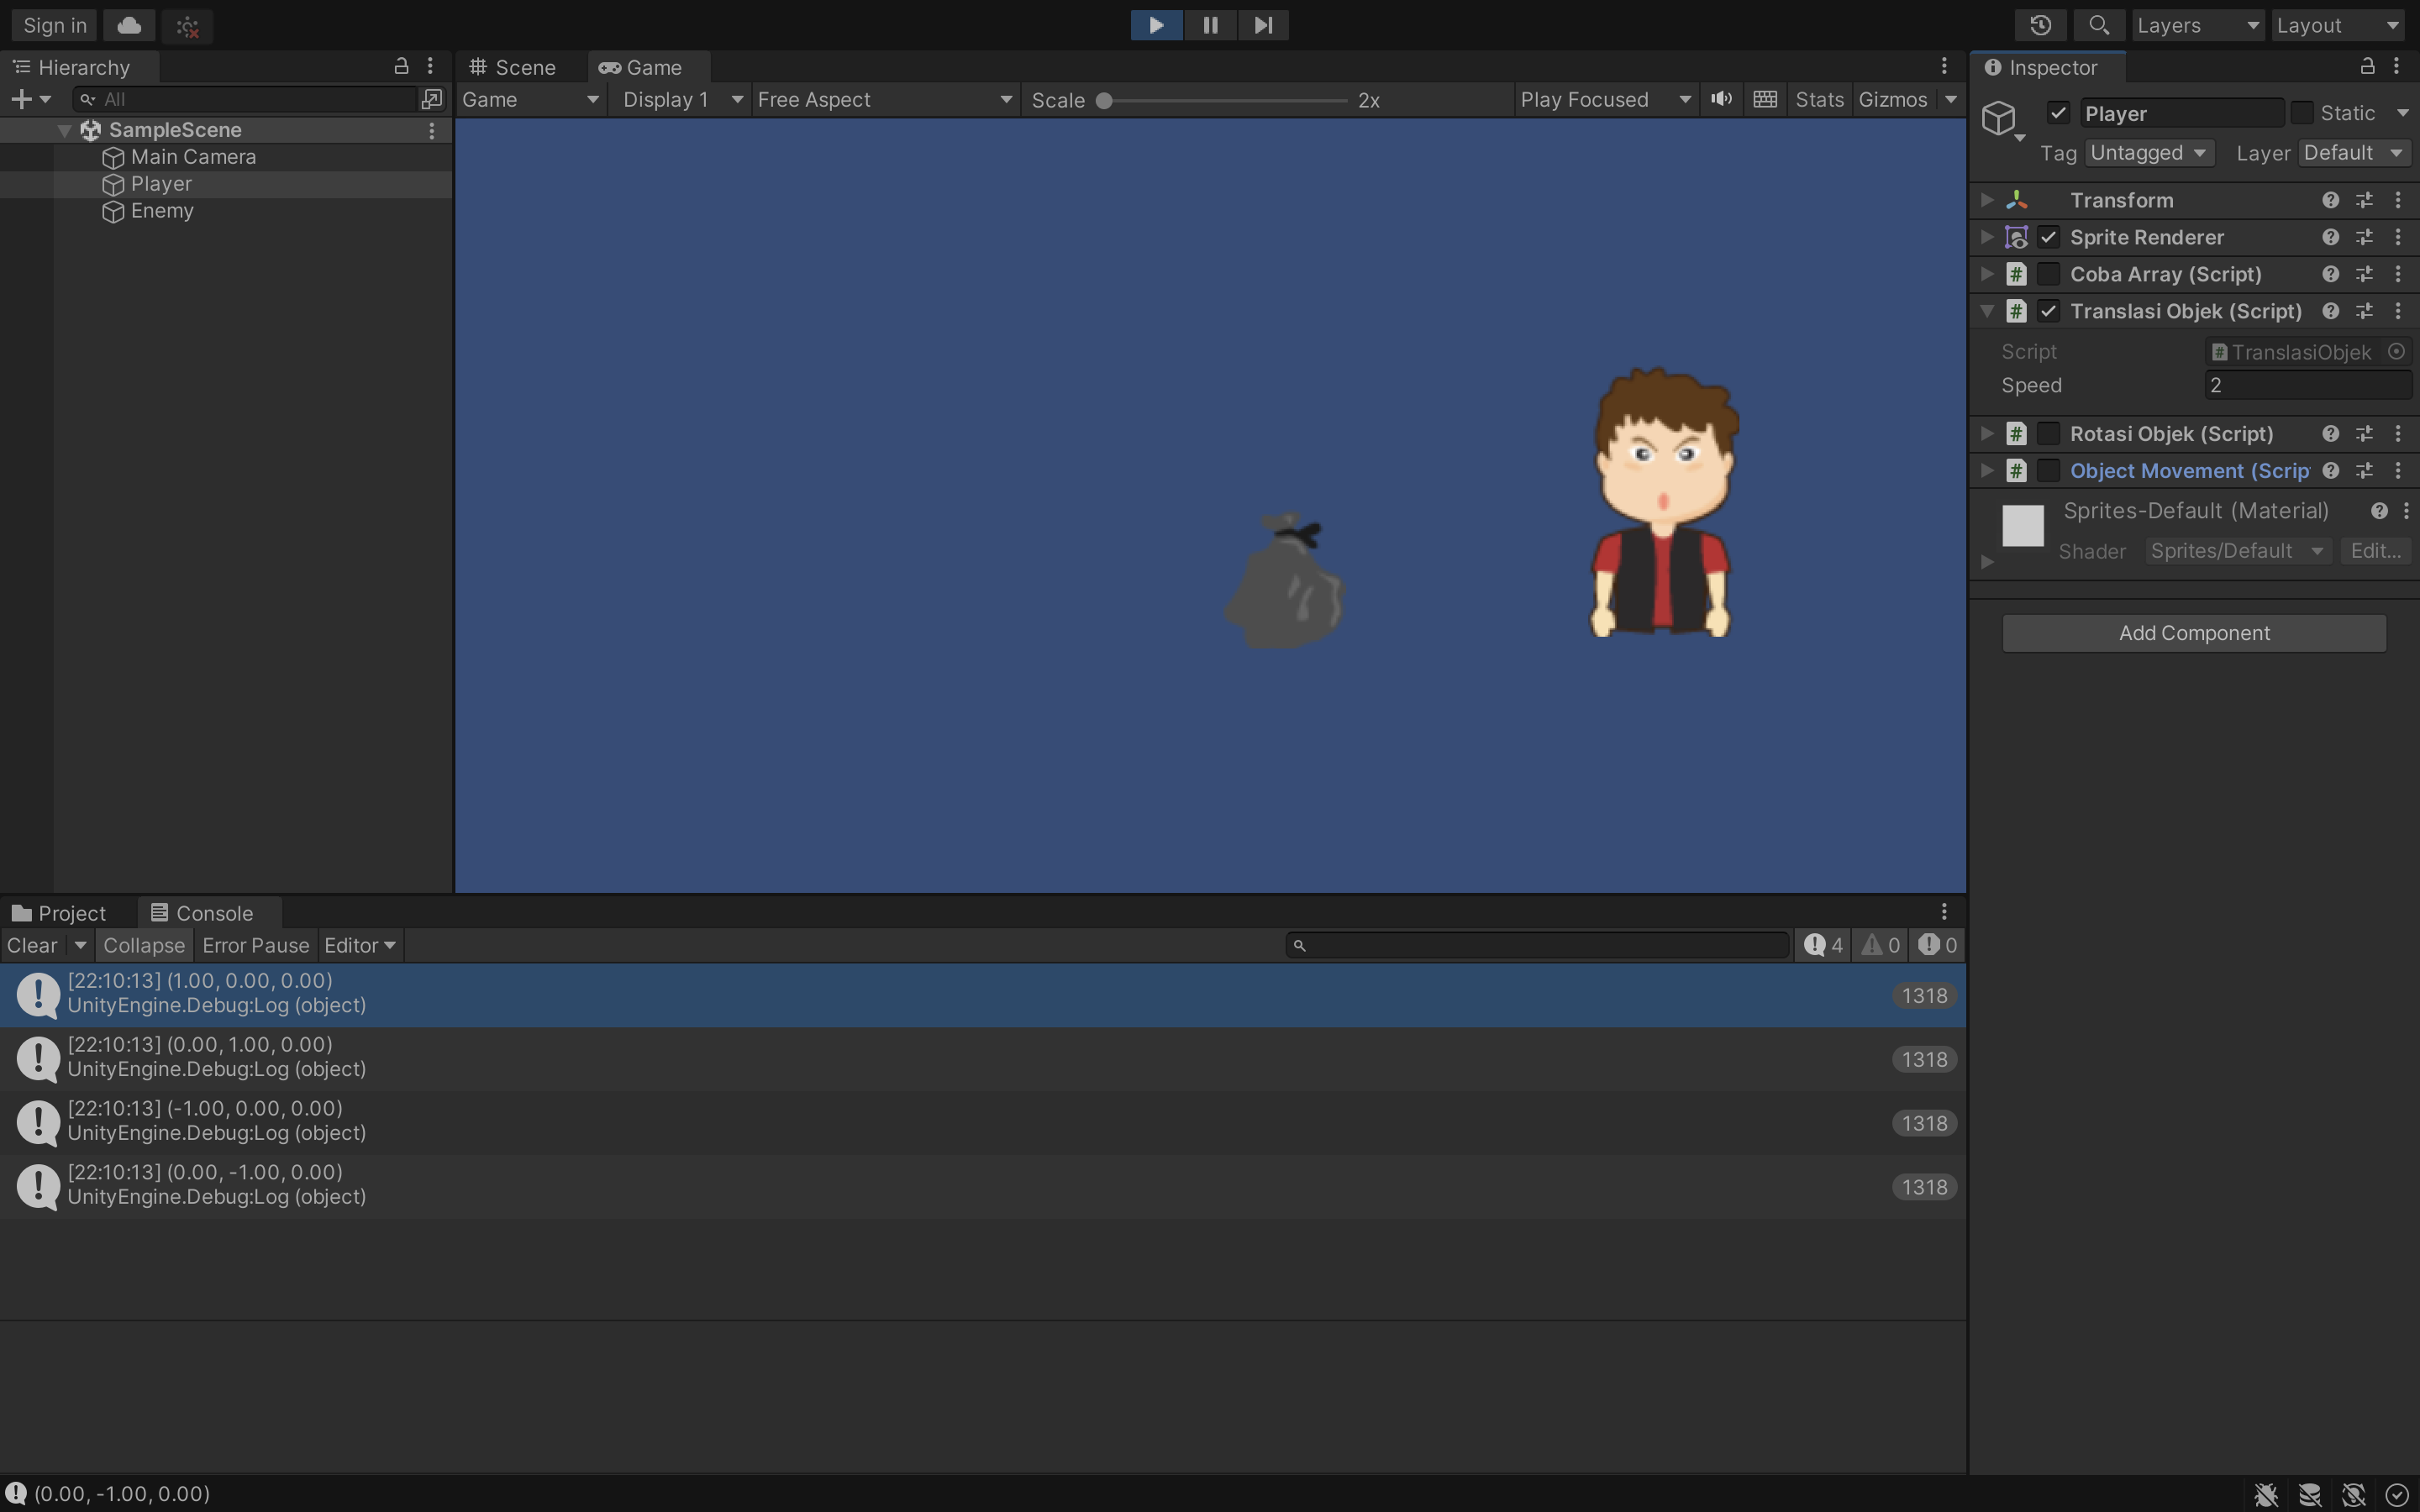 Sign in
Layers
Layout
Hierarchy
All
SampleScene
Main Camera
Player
Enemy
Scene
Game
Game
Display 1
Free Aspect
Scale
2x
Play Focused
Stats
Gizmos
Inspector
Player
Static
Tag
Untagged
Layer
Default
Transform
Sprite Renderer
# Coba Array (Script)
# Translasi Objek (Script)
Script
# TranslasiObjek
Speed
2
# Rotasi Objek (Script)
# Object Movement (Scrip
Sprites-Default (Material)
Shader
Sprites/Default
Edit...
Add Component
Project
Console
Clear
Collapse
Error Pause
Editor
4
0
0
[22:10:13] (1.00, 0.00, 0.00)
UnityEngine.Debug:Log (object)
1318
[22:10:13] (0.00, 1.00, 0.00)
UnityEngine.Debug:Log (object)
1318
[22:10:13] (-1.00, 0.00, 0.00)
UnityEngine.Debug:Log (object)
1318
[22:10:13] (0.00, -1.00, 0.00)
UnityEngine.Debug:Log (object)
1318
(0.00, -1.00, 0.00)